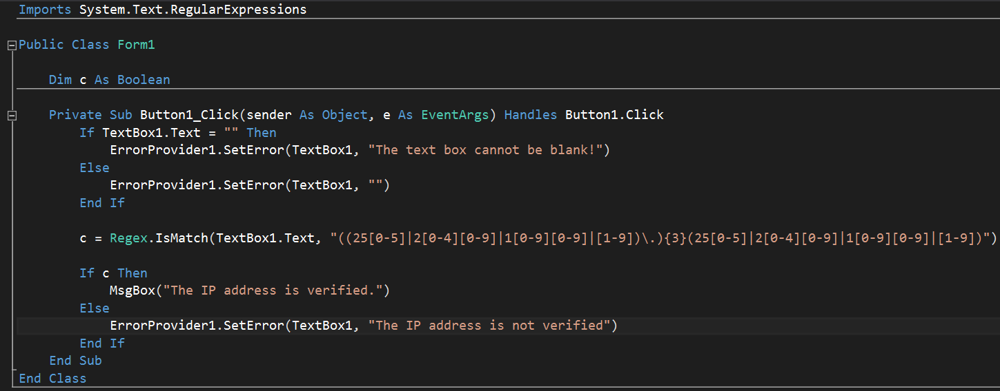 Imports System.Text.RegularExpressions
Public Class Form1
Dim c As Boolean
Private Sub Button1_Click(sender As Object, e As EventArgs) Handles Button1.Click
If TextBox1.Text = "" Then
ErrorProvider1.SetError(TextBox1, "The text box cannot be blank!")
Else
ErrorProvider1.SetError(TextBox1, "")
End If
c = Regex.IsMatch(TextBox1.Text, "((25[0-5]|2[0-4][0-9]|1[0-9][0-9]|[1-9])\.){3}(25[0-5]|2[0-4][0-9]|1[0-9][0-9]|[1-9])")
If c Then
MsgBox("The IP address is verified.")
Else
ErrorProvider1.SetError(TextBox1, "The IP address is not verified")
End If
End Sub
End Class